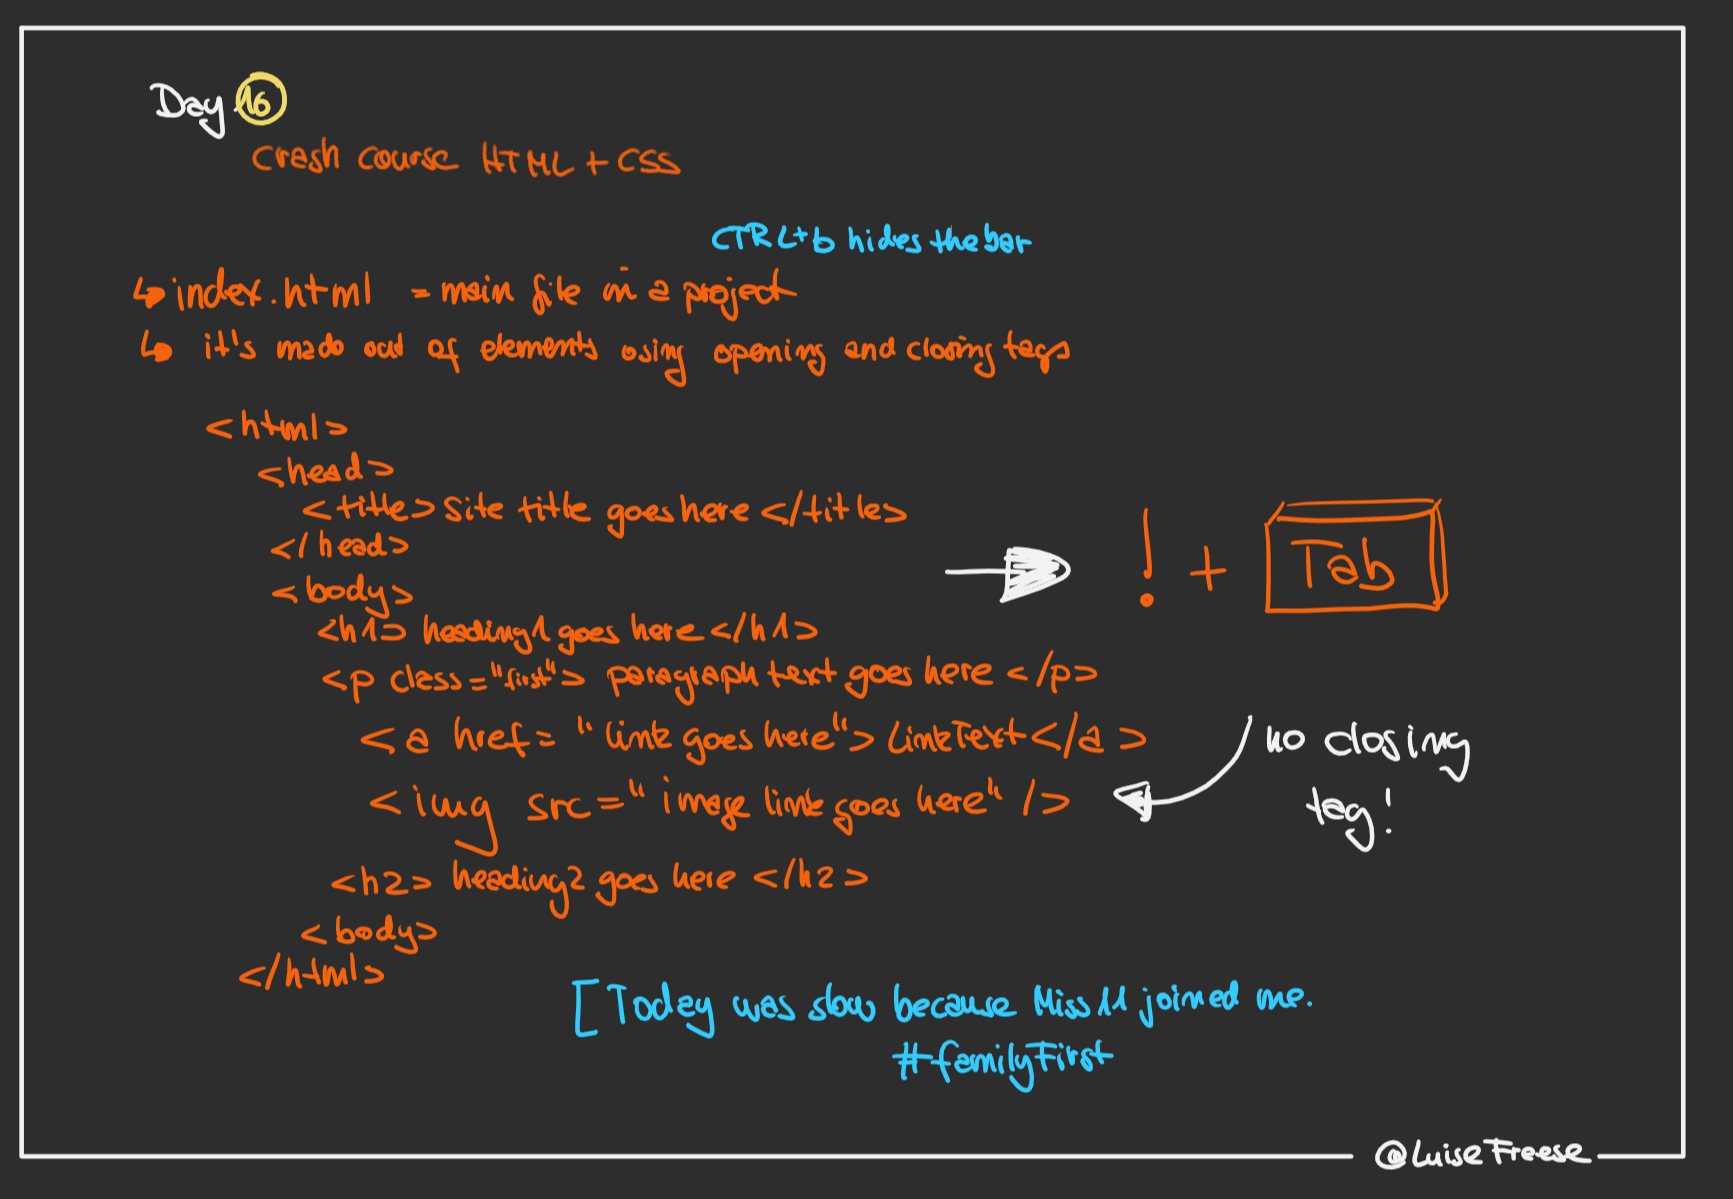 Day 16
Crash course HTML + CSS
CTRL+b hides the bar
↳ index.html = main file in a project
↳ it's made out of elements using opening and closing tags
<html>
<head>
<title> Site title goes here </title>
</head>
<body>
<h1> heading1 goes here </h1>
<p class="first"> paragraph text goes here </p>
<a href= "link goes here"> LinkText</a>
<img src="image link goes here" />
<h2> heading2 goes here </h2>
<body>
</html>
! + Tab
no closing
tag!
[Today was slow because Miss 11 joined me.
#familyFirst
@LuiseFreese